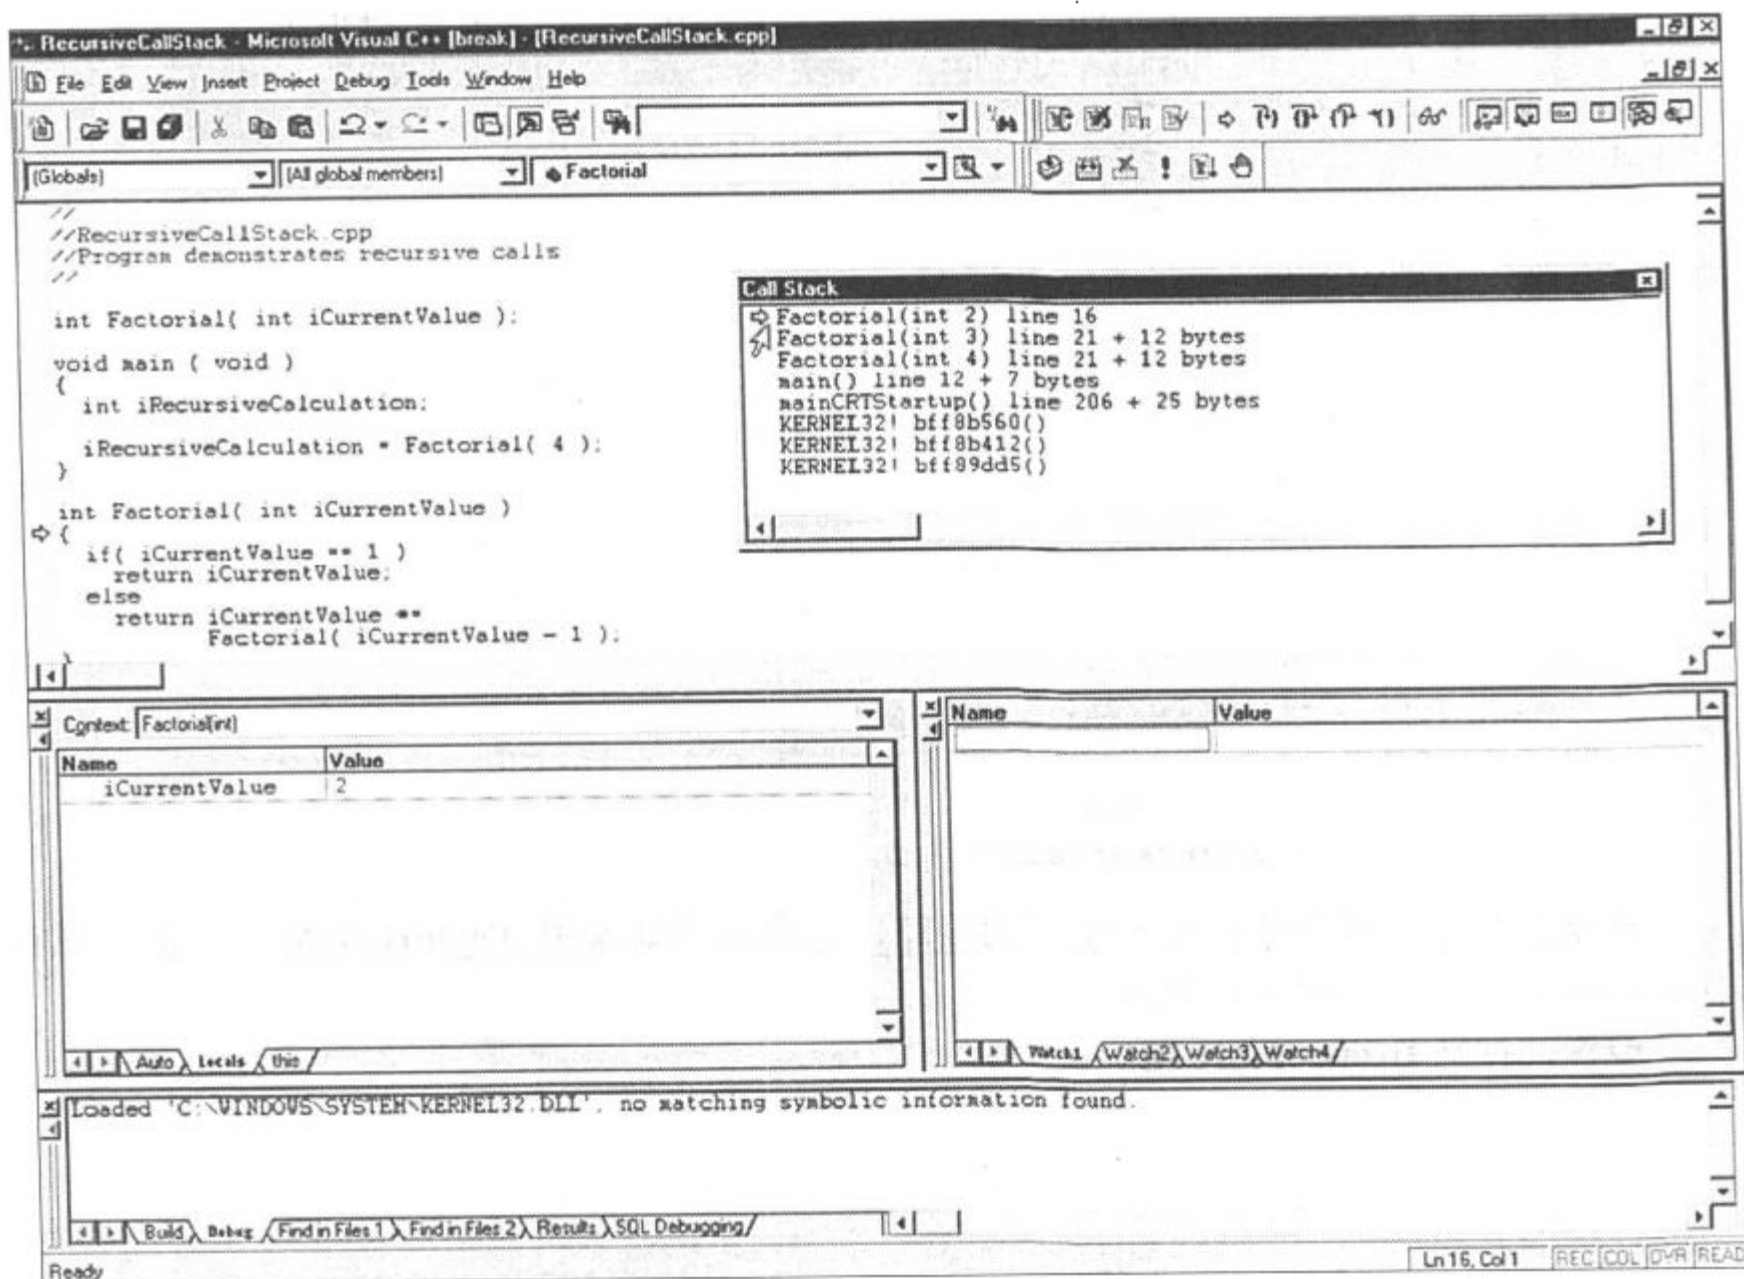 RecursiveCallStack - Microsoft Visual C++ [break] - [RecursiveCallStack.cpp]
File Edit View Insert Project Debug Tools Window Help
(Globals) (All global members) Factorial
//
//RecursiveCallStack.cpp
//Program demonstrates recursive calls
//
int Factorial( int iCurrentValue );
void main ( void )
{
int iRecursiveCalculation;
iRecursiveCalculation = Factorial( 4 );
}
int Factorial( int iCurrentValue )
{
if( iCurrentValue == 1 )
return iCurrentValue;
else
return iCurrentValue *=
Factorial( iCurrentValue - 1 );
}
Call Stack
Factorial(int 2) line 16
Factorial(int 3) line 21 + 12 bytes
Factorial(int 4) line 21 + 12 bytes
main() line 12 + 7 bytes
mainCRTStartup() line 206 + 25 bytes
KERNEL32! bff8b560()
KERNEL32! bff8b412()
KERNEL32! bff89dd5()
Context: Factorial(int)
Name Value
iCurrentValue 2
Auto Locals this
Name Value
Watch1 Watch2 Watch3 Watch4
Loaded 'C:\WINDOWS\SYSTEM\KERNEL32.DLL', no matching symbolic information found.
Build Debug Find in Files 1 Find in Files 2 Results SQL Debugging
Ready
Ln 16, Col 1 REC COL OVR READ